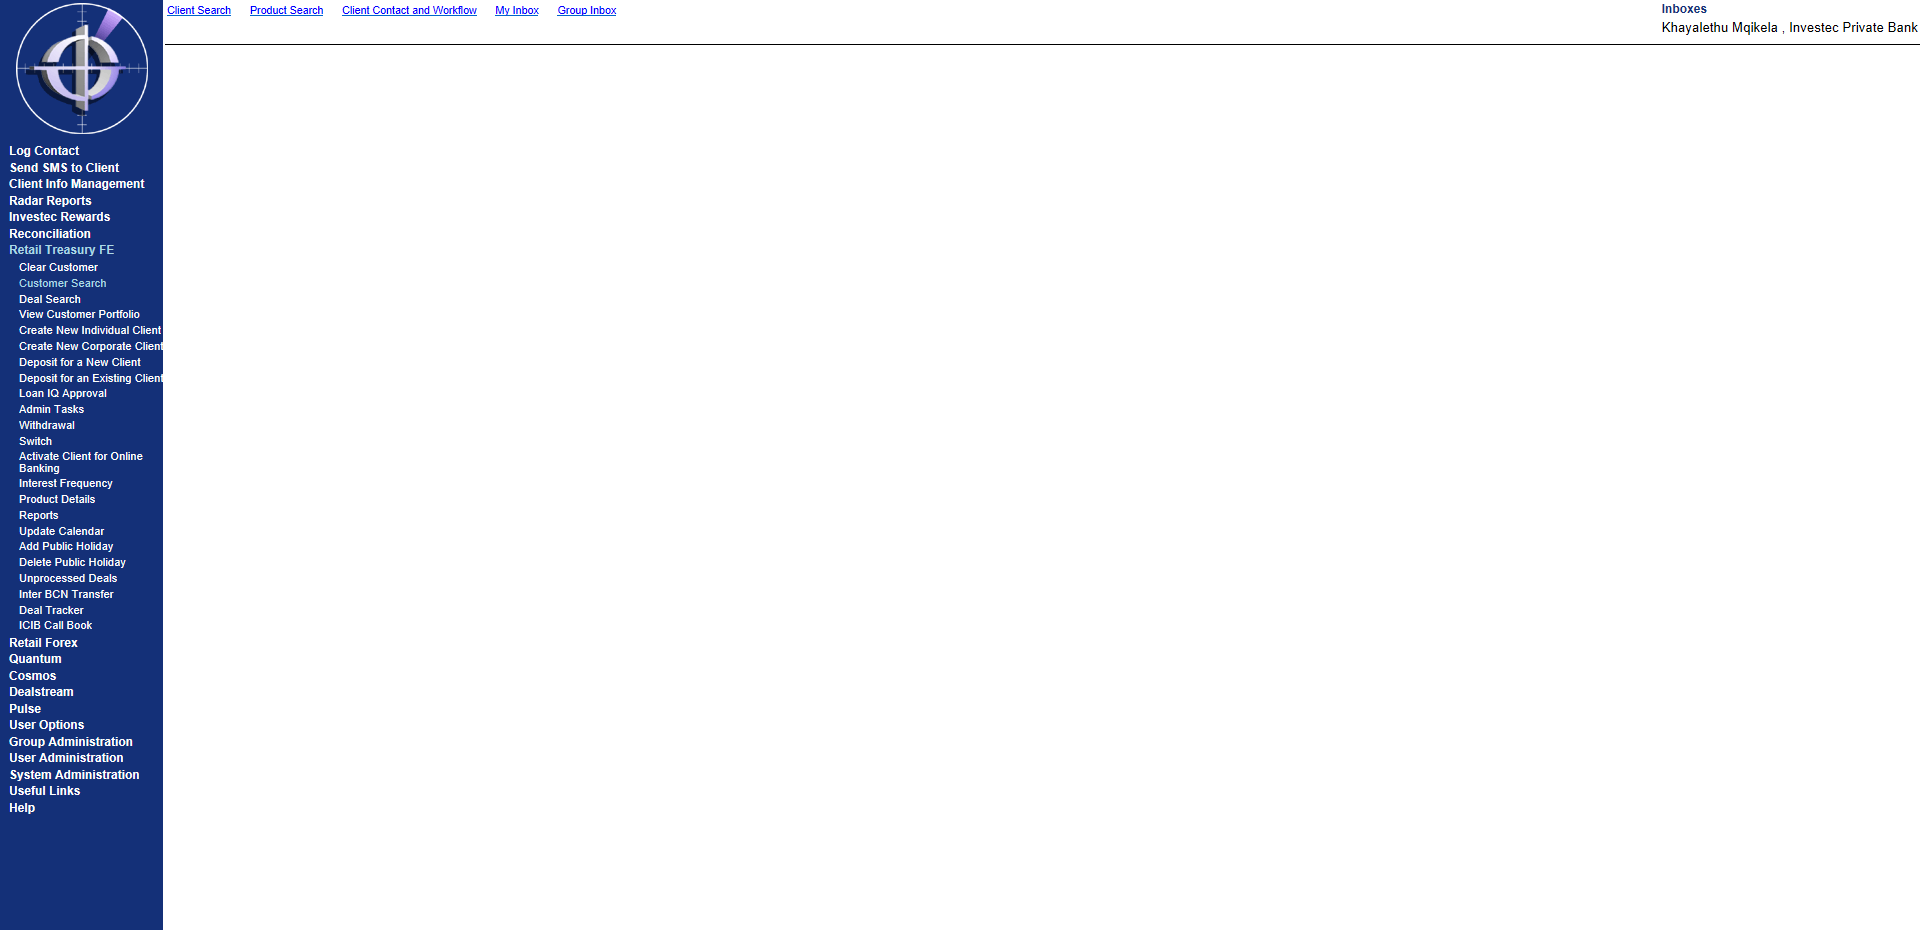 Client Search Product Search Client Contact and Workflow My Inbox Group Inbox
Inboxes
Khayalethu Mqikela , Investec Private Bank
Log Contact
Send SMS to Client
Client Info Management
Radar Reports
Investec Rewards
Reconciliation
Retail Treasury FE
Clear Customer
Customer Search
Deal Search
View Customer Portfolio
Create New Individual Client
Create New Corporate Client
Deposit for a New Client
Deposit for an Existing Client
Loan IQ Approval
Admin Tasks
Withdrawal
Switch
Activate Client for Online
Banking
Interest Frequency
Product Details
Reports
Update Calendar
Add Public Holiday
Delete Public Holiday
Unprocessed Deals
Inter BCN Transfer
Deal Tracker
ICIB Call Book
Retail Forex
Quantum
Cosmos
Dealstream
Pulse
User Options
Group Administration
User Administration
System Administration
Useful Links
Help